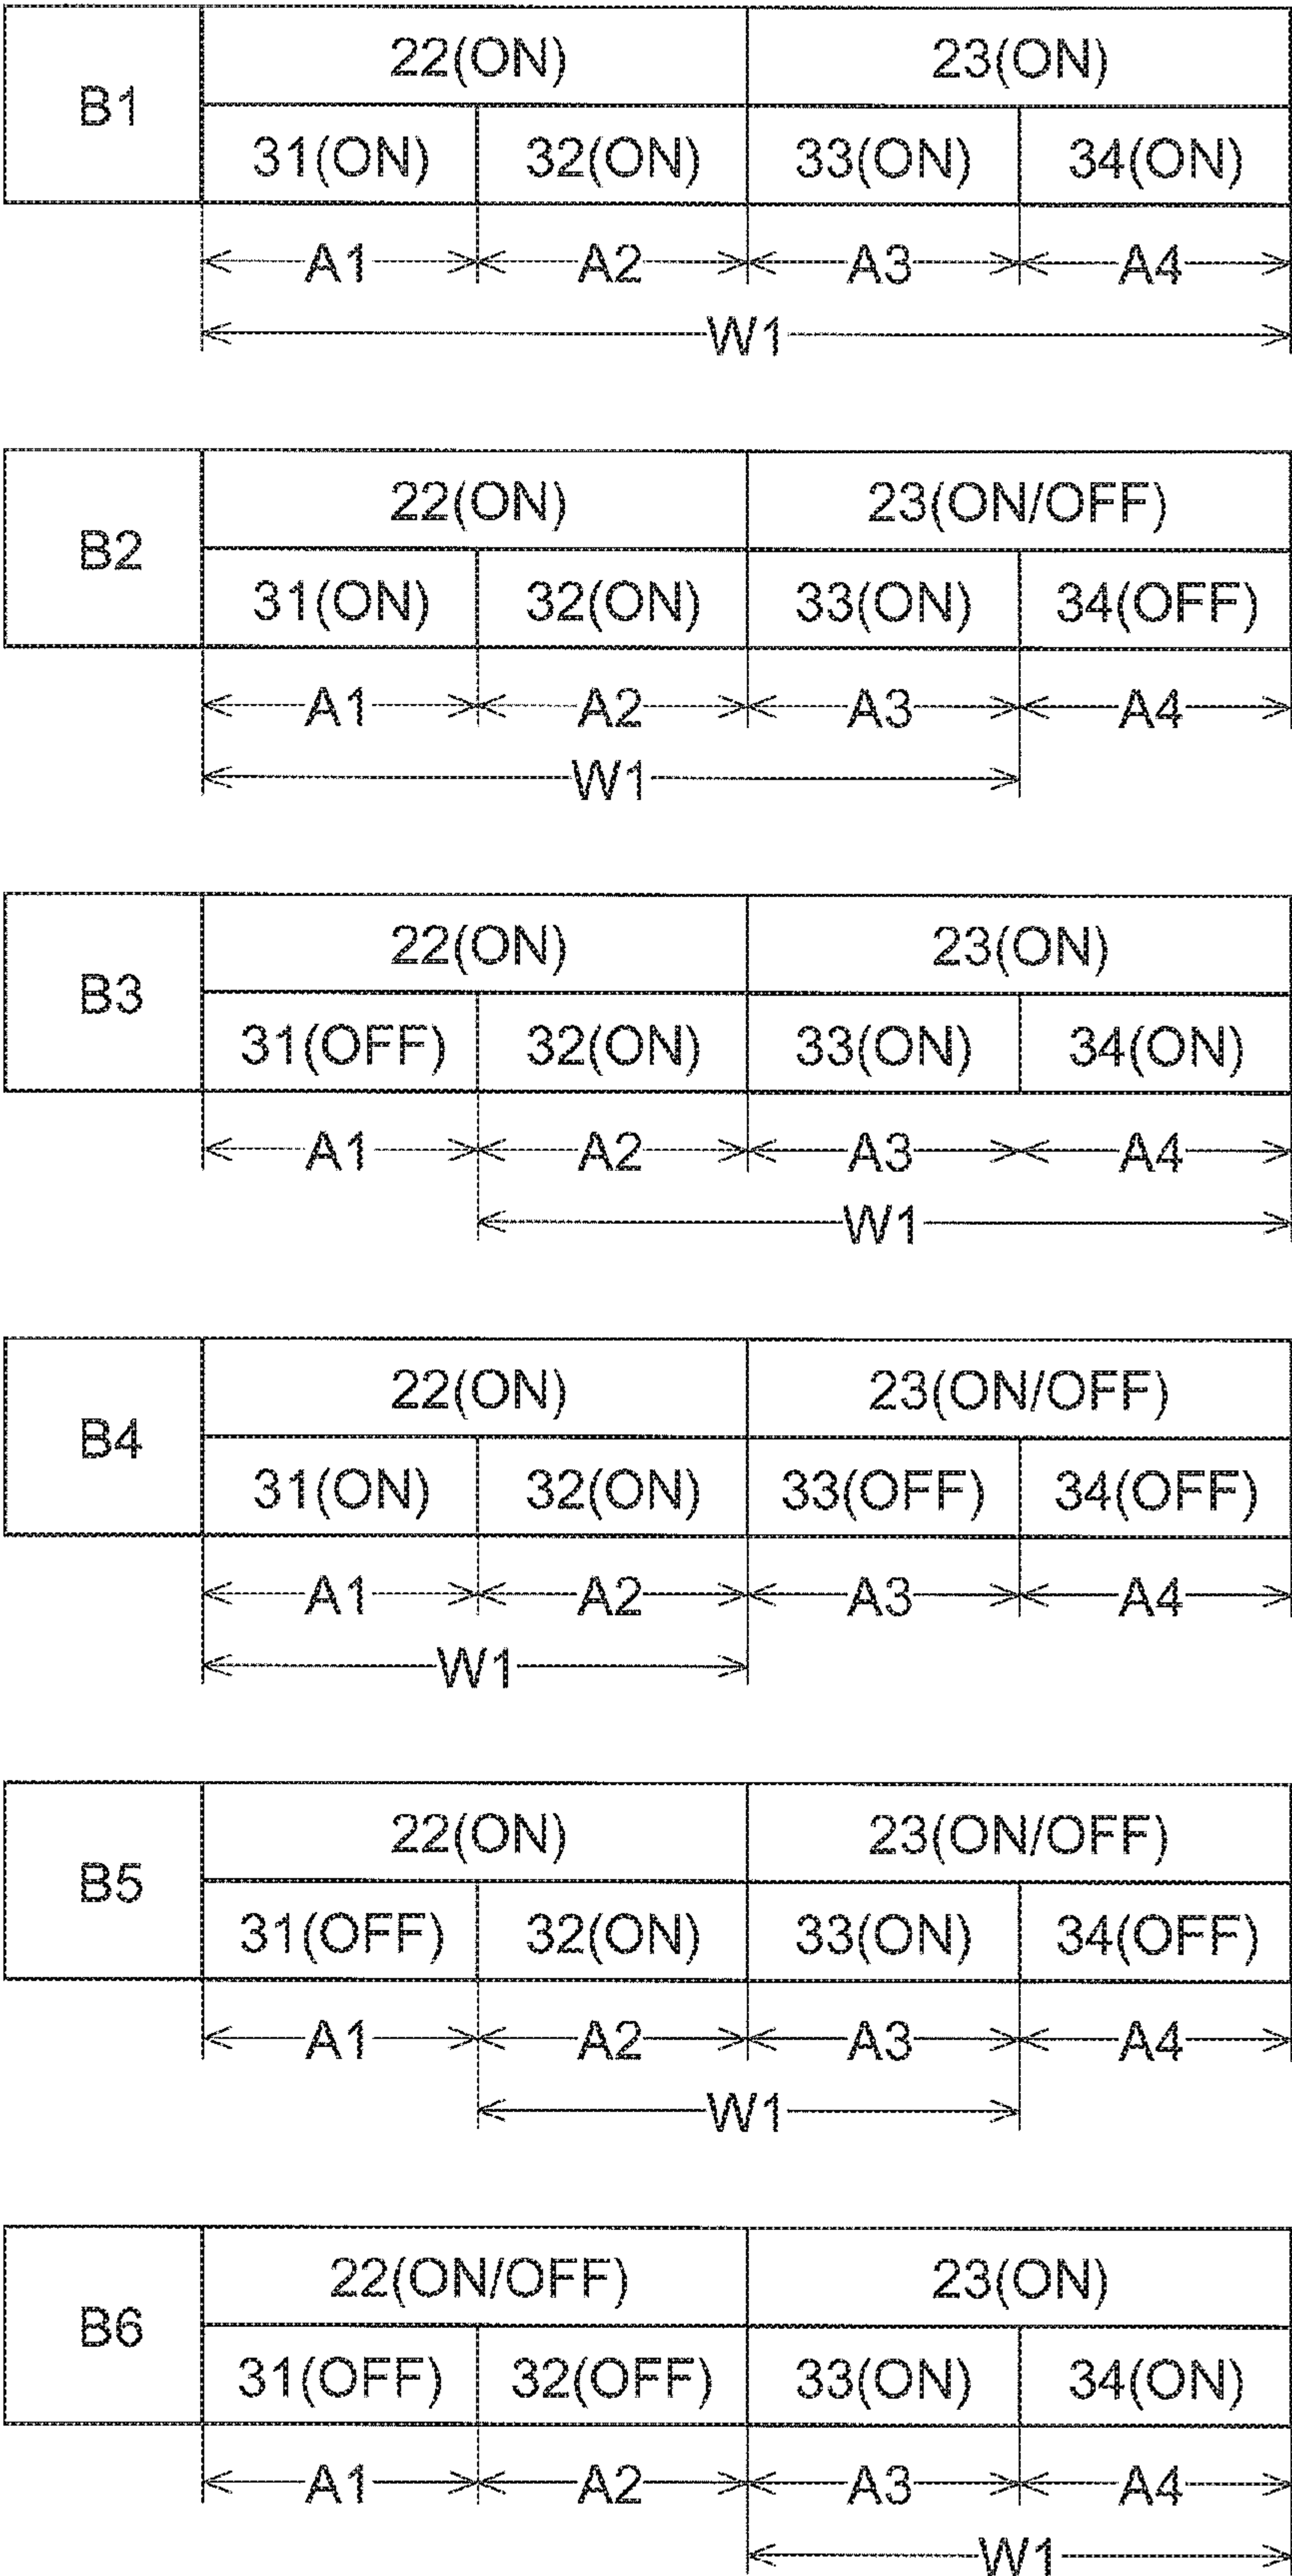 22(ON) 23(ON)
B1
31(ON) 32(ON) 33(ON) 34(ON)
A1 A2 A3 A4
W1
22(ON) 23(ON/OFF)
B2
31(ON) 32(ON) 33(ON) 34(OFF)
A1 A2 A3 A4
W1
22(ON) 23(ON)
B3
31(OFF) 32(ON) 33(ON) 34(ON)
A1 A2 A3 A4
W1
22(ON) 23(ON/OFF)
B4
31(ON) 32(ON) 33(OFF) 34(OFF)
A1 A2 A3 A4
W1
22(ON) 23(ON/OFF)
B5
31(OFF) 32(ON) 33(ON) 34(OFF)
A1 A2 A3 A4
W1
22(ON/OFF) 23(ON)
B6
31(OFF) 32(OFF) 33(ON) 34(ON)
A1 A2 A3 A4
W1